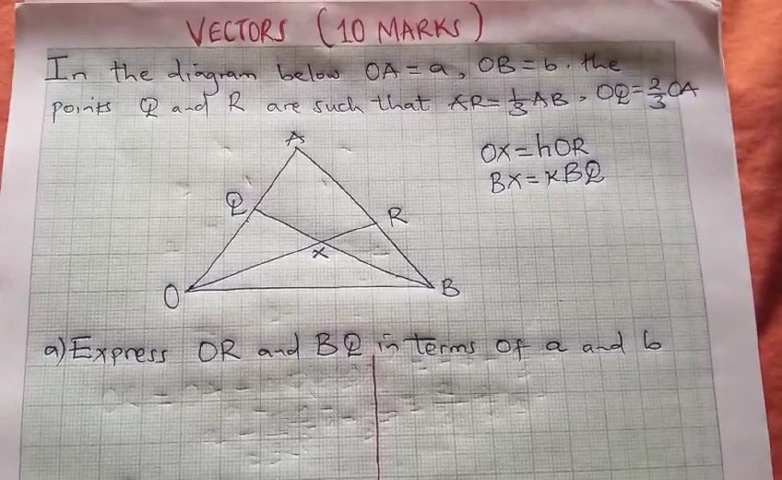 VECTORS (10 MARKS)
In the diagram below OA = a, OB = b. the
points Q and R are such that AR = 1/3 AB, OQ = 2/3 OA
OX = hOR
BX = KBQ
A
Q
R
X
O
B
a) Express OR and BQ in terms of a and b